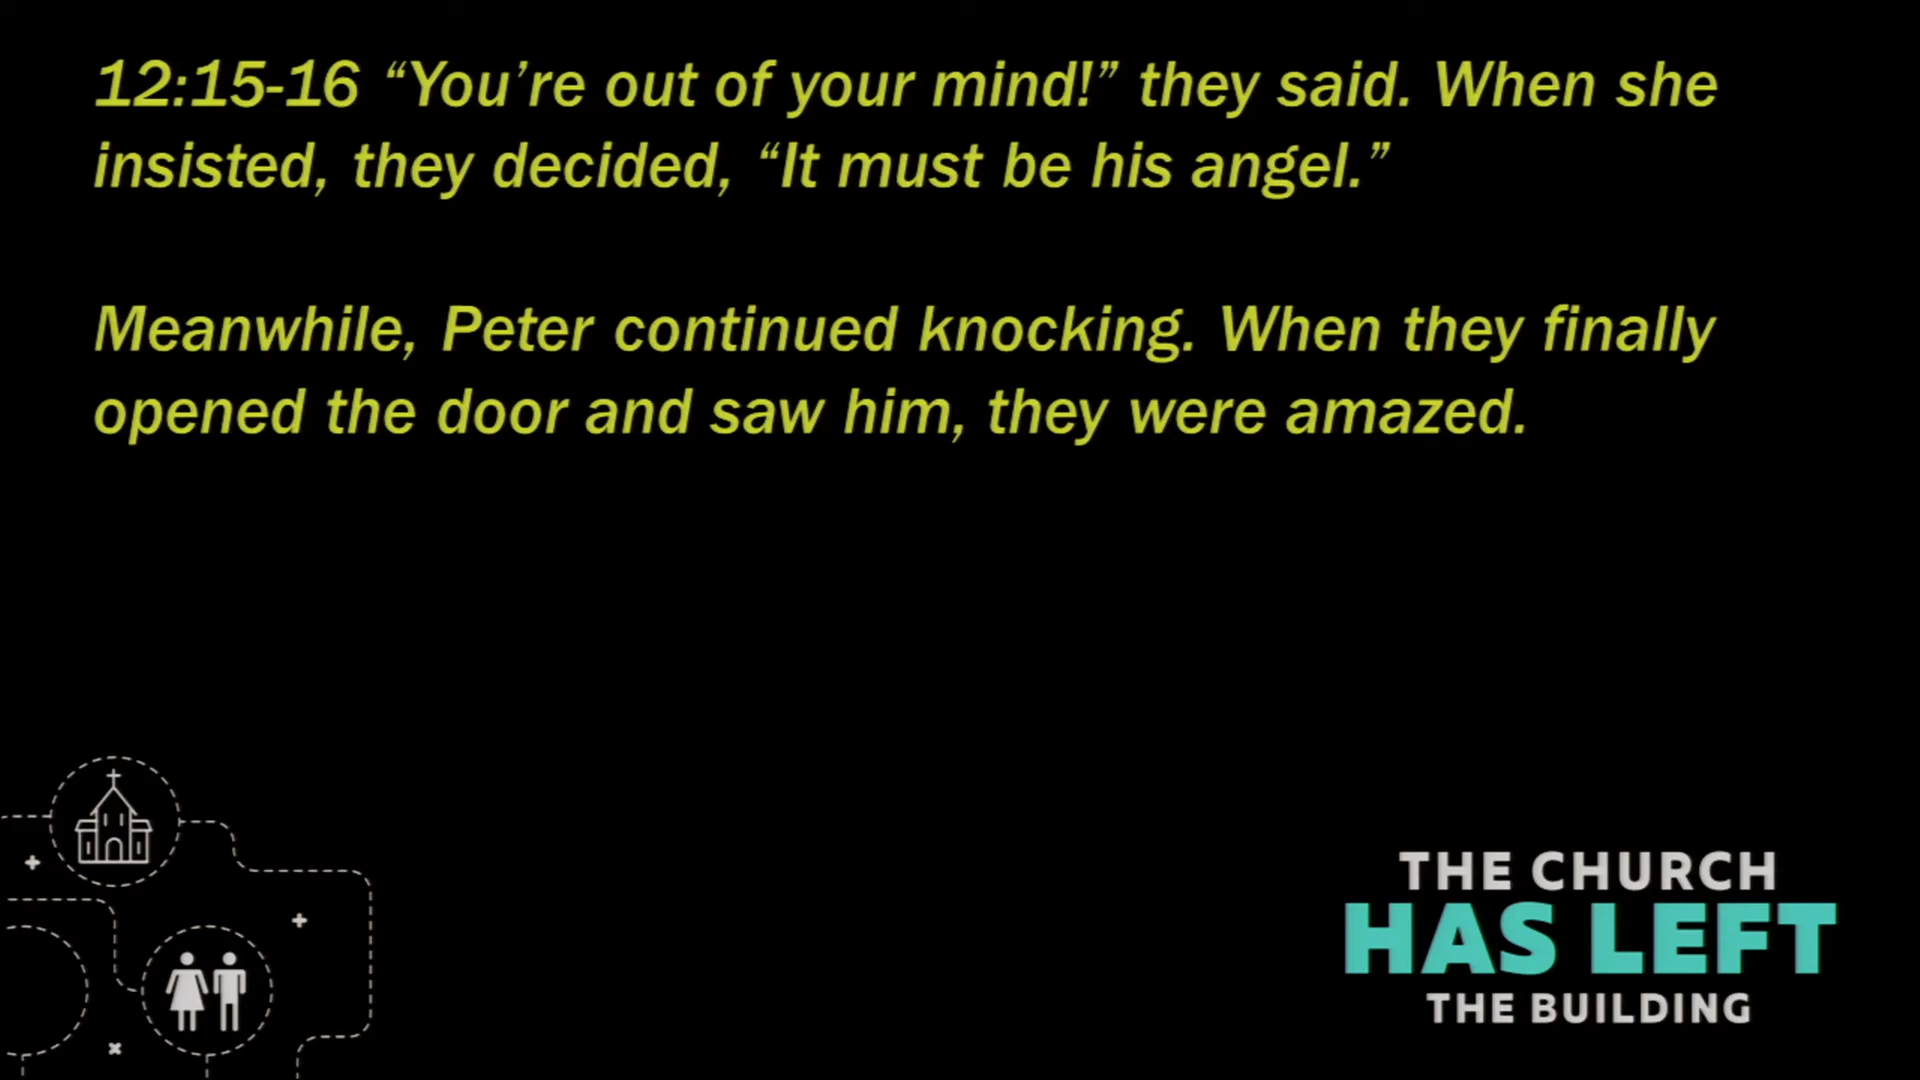 12:15-16 “You’re out of your mind!” they said. When she
insisted, they decided, “It must be his angel.”
Meanwhile, Peter continued knocking. When they finally
opened the door and saw him, they were amazed.
THE CHURCH
HAS LEFT
THE BUILDING